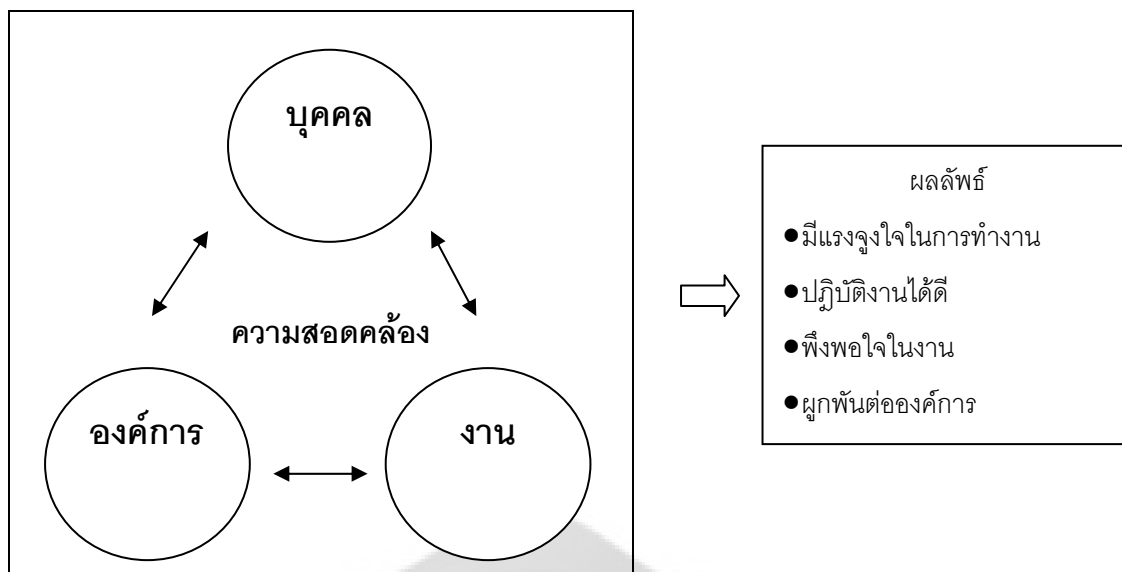 บุคคล
ความสอดคล้อง
องค์การ
งาน
ผลลัพธ์
●มีแรงจูงใจในการทำงาน
●ปฏิบัติงานได้ดี
●พึงพอใจในงาน
●ผูกพันต่อองค์การ